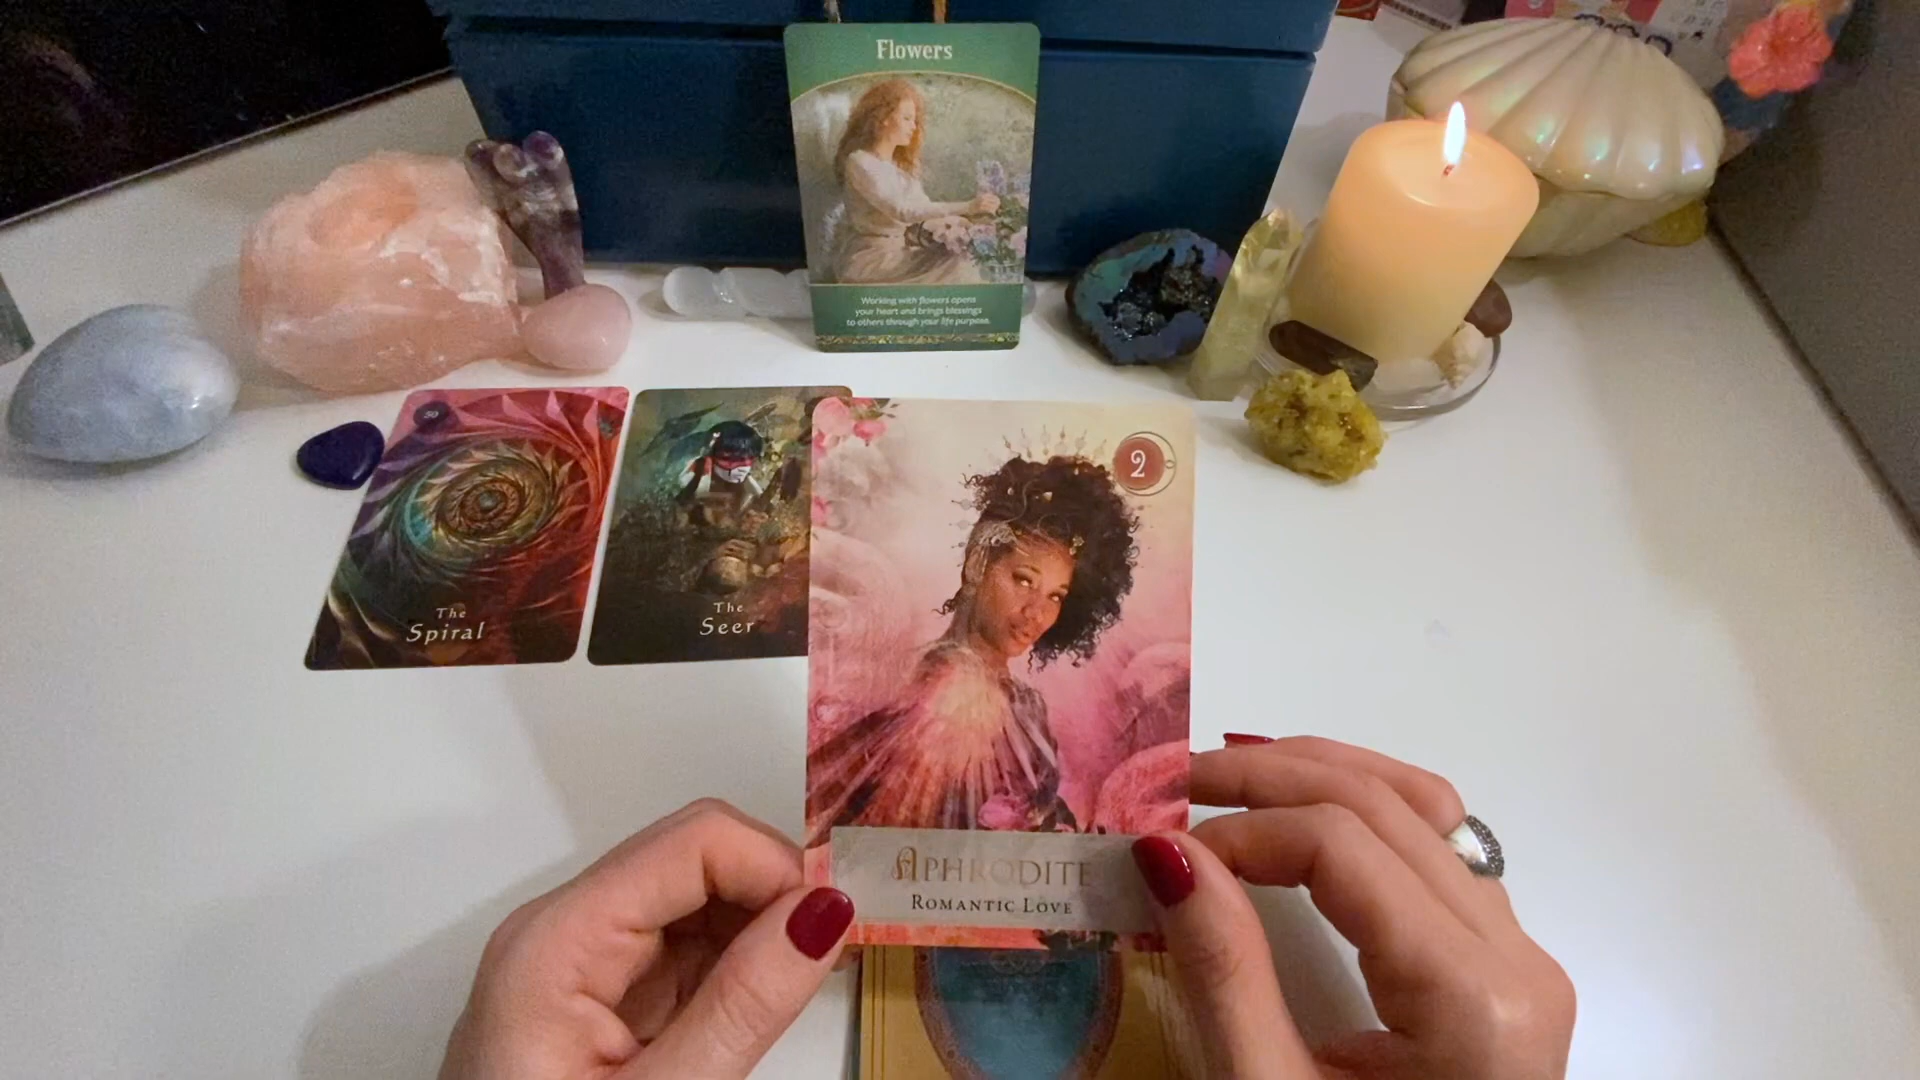 Flowers
Working with flowers opens
your heart and brings blessings
to others through your life purpose.
50
The
Spiral
The
Seer
2
APHRODITE
ROMANTIC LOVE